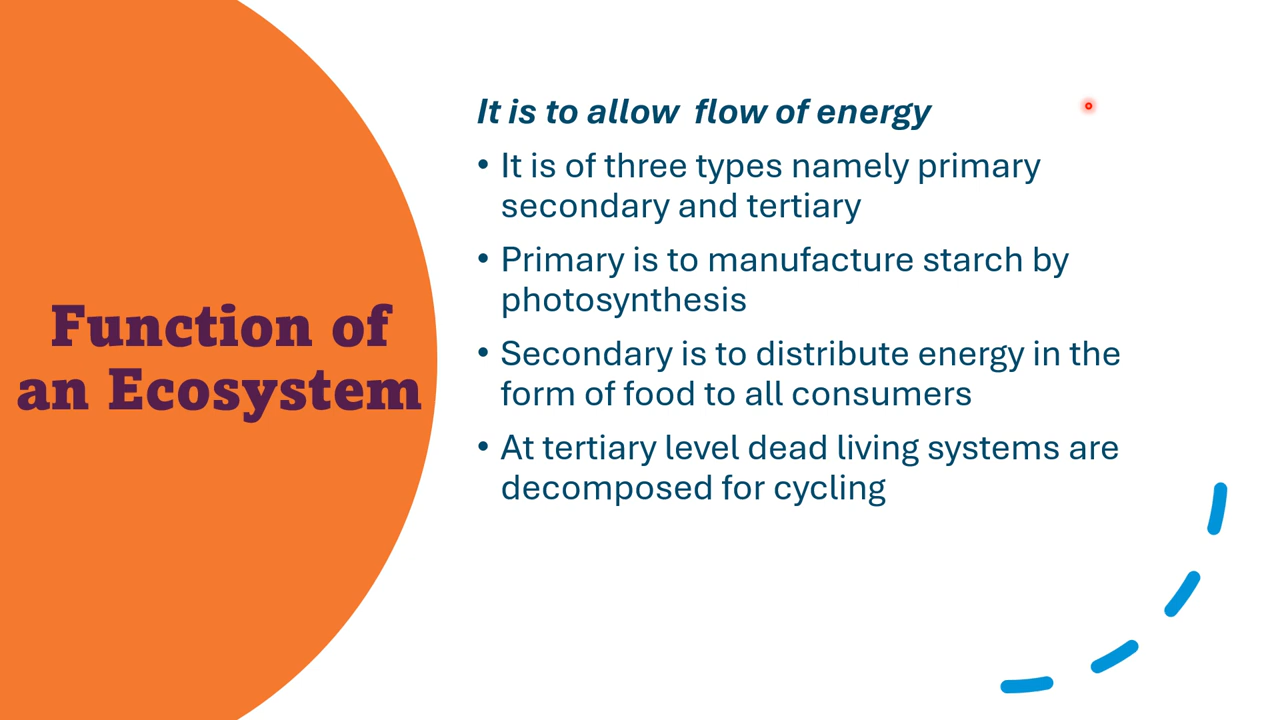 Function of
an Ecosystem
It is to allow  flow of energy
• It is of three types namely primary
secondary and tertiary
• Primary is to manufacture starch by
photosynthesis
• Secondary is to distribute energy in the
form of food to all consumers
• At tertiary level dead living systems are
decomposed for cycling